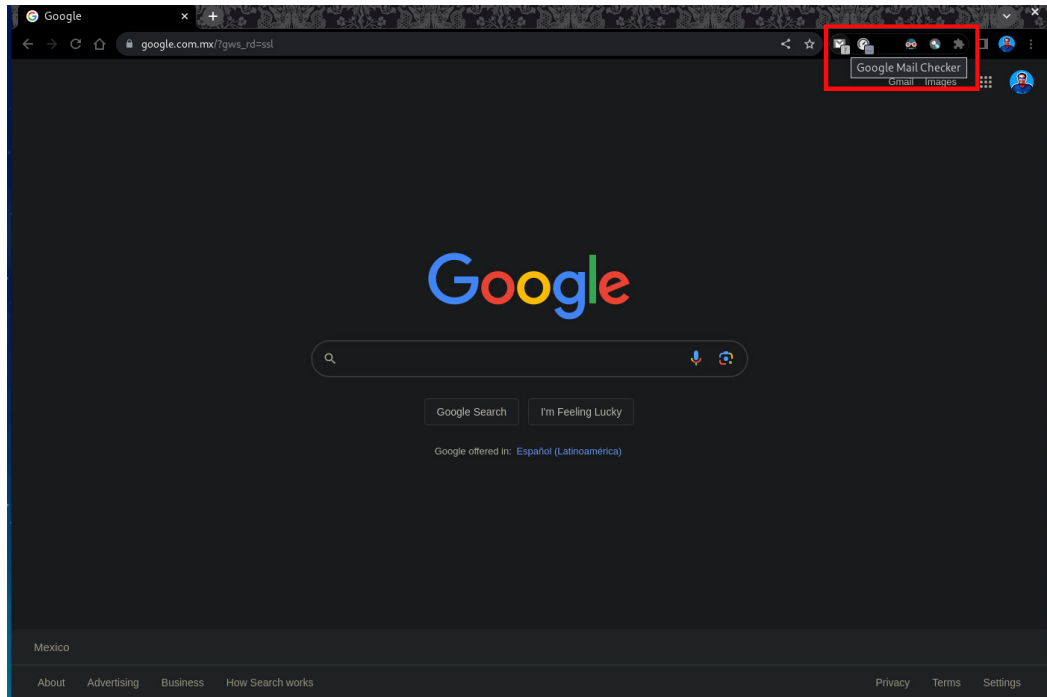 Google
google.com.mx/?gws_rd=ssl
Google Mail Checker
Gmail Images
Google
Google Search I'm Feeling Lucky
Google offered in: Español (Latinoamérica)
Mexico
About Advertising Business How Search works Privacy Terms Settings